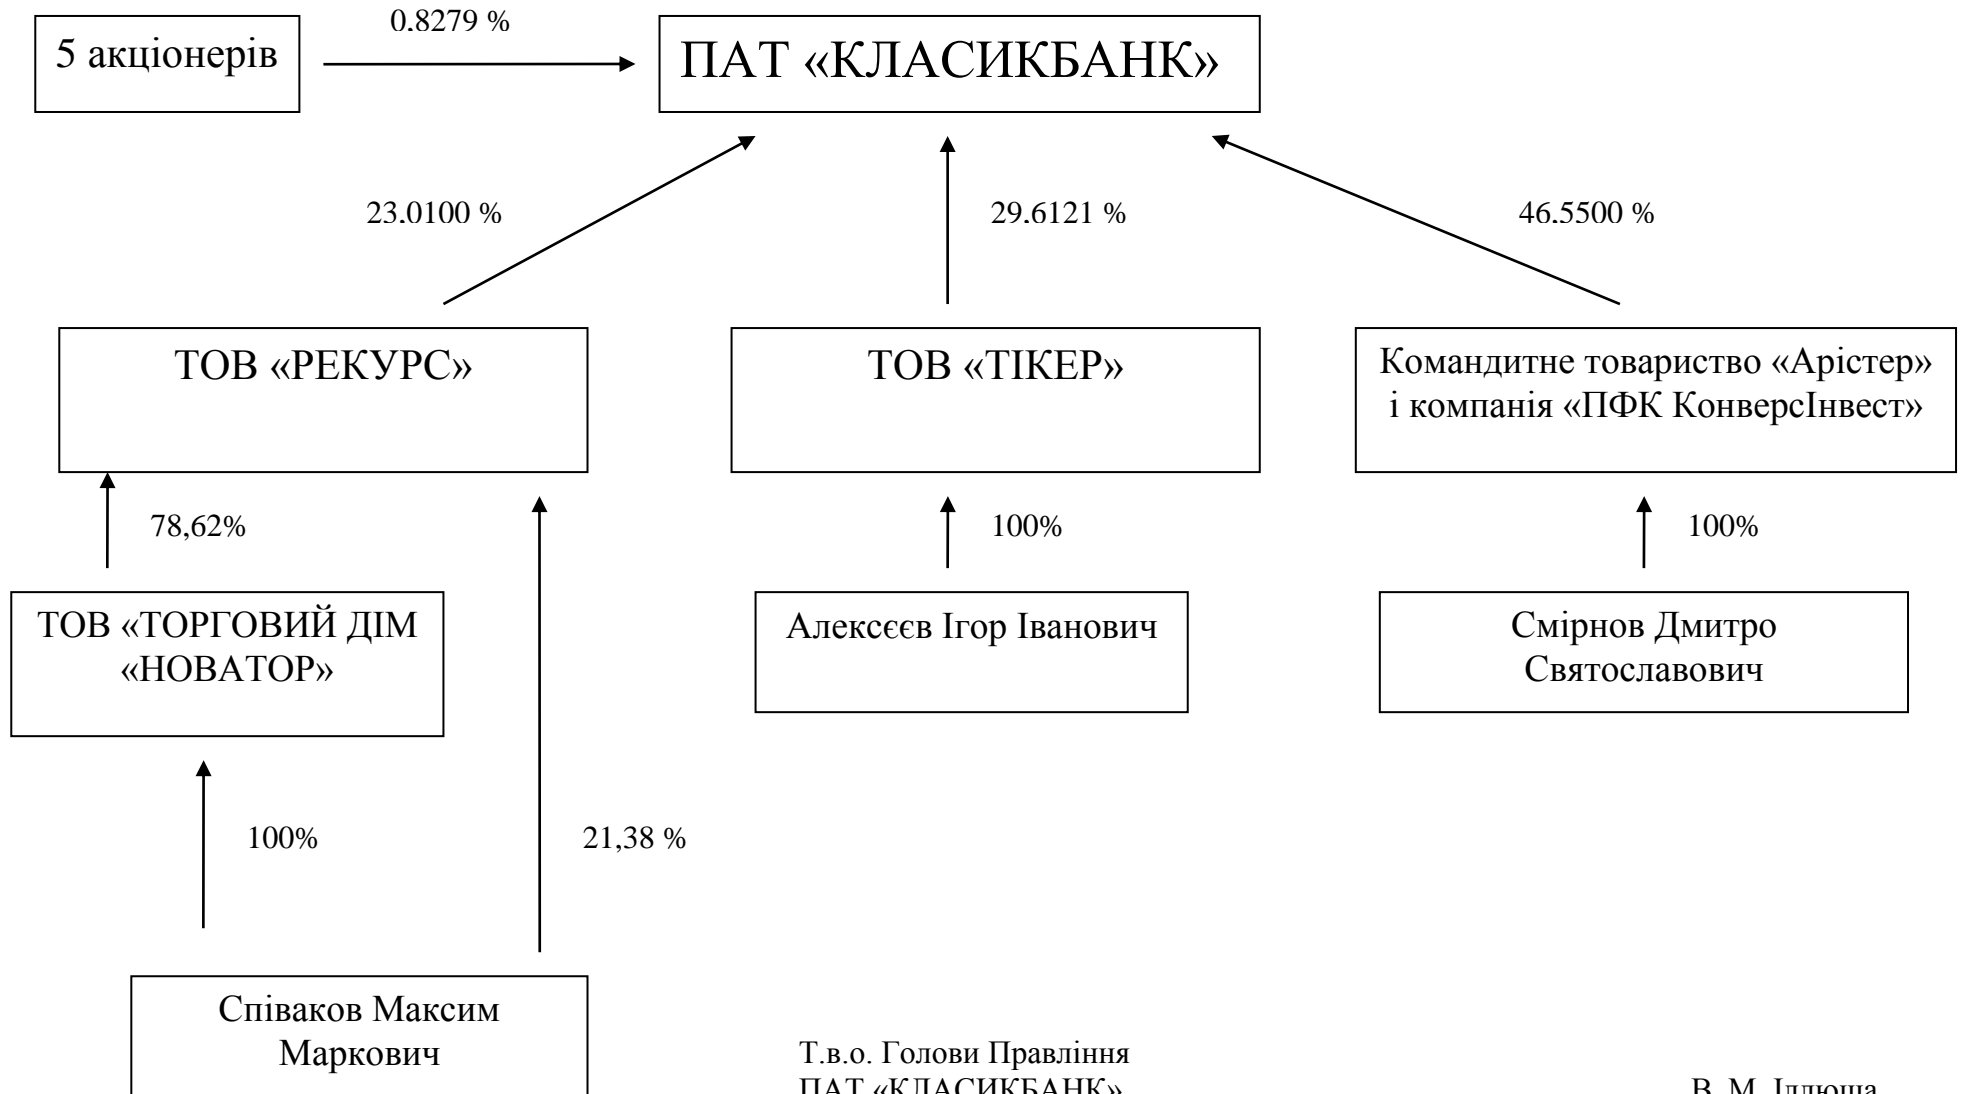 0.8279 %
5 акціонерів
ПАТ «КЛАСИКБАНК»
23.0100 %
29.6121 %
46.5500 %
ТОВ «РЕКУРС»
ТОВ «ТІКЕР»
Командитне товариство «Арістер»
і компанія «ПФК КонверсІнвест»
78,62%
100%
100%
ТОВ «ТОРГОВИЙ ДІМ
«НОВАТОР»
Алексєєв Ігор Іванович
Смірнов Дмитро
Святославович
100%
21,38 %
Співаков Максим
Маркович
Т.в.о. Голови Правління
ПАТ «КЛАСИКБАНК»
В. М.